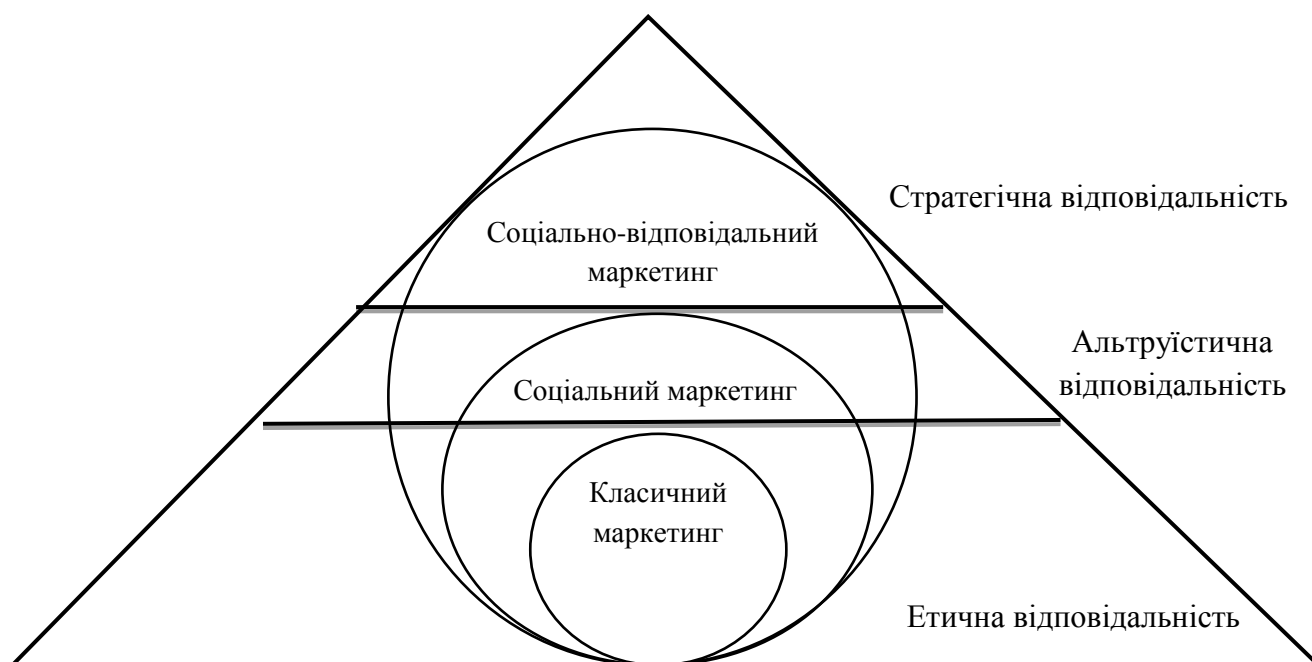 Стратегічна відповідальність
Соціально-відповідальний
маркетинг
Альтруїстична
відповідальність
Соціальний маркетинг
Класичний
маркетинг
Етична відповідальність